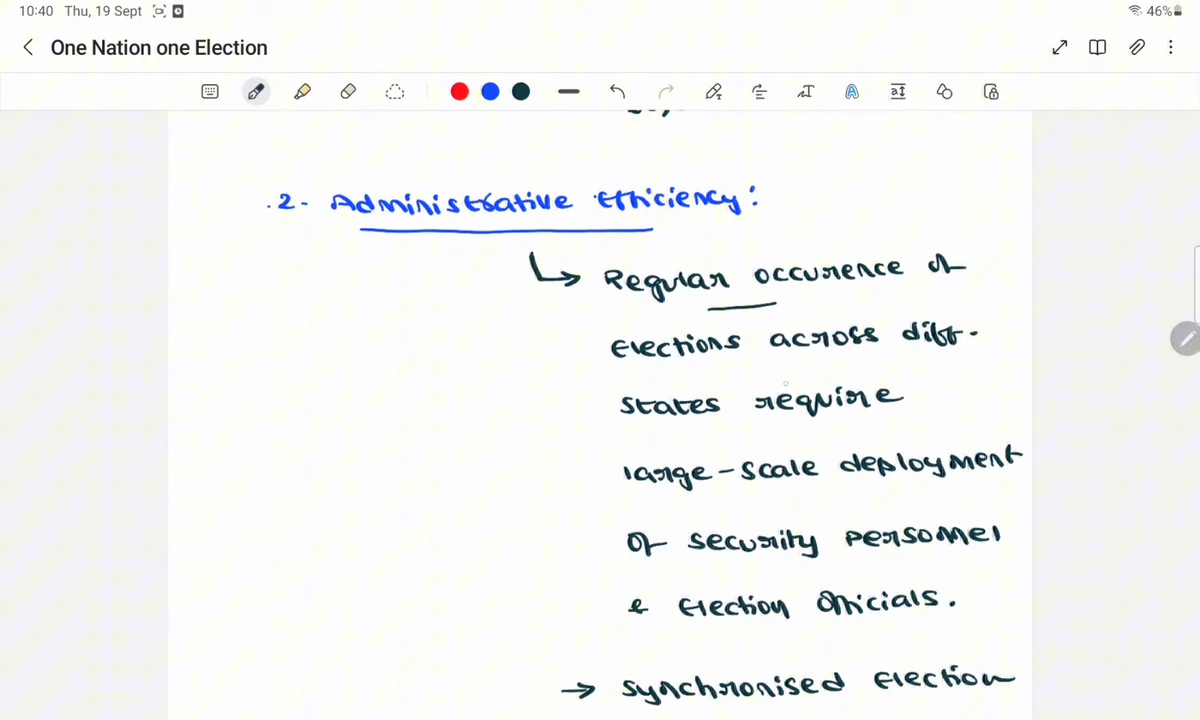 10:40 Thu, 19 Sept
46%
One Nation one Election
2- Administrative Efficiency:
Regular occurence of
Elections across diff.
states require
large-scale deployment
of security personnel
& Election Officials.
→ synchronised Election